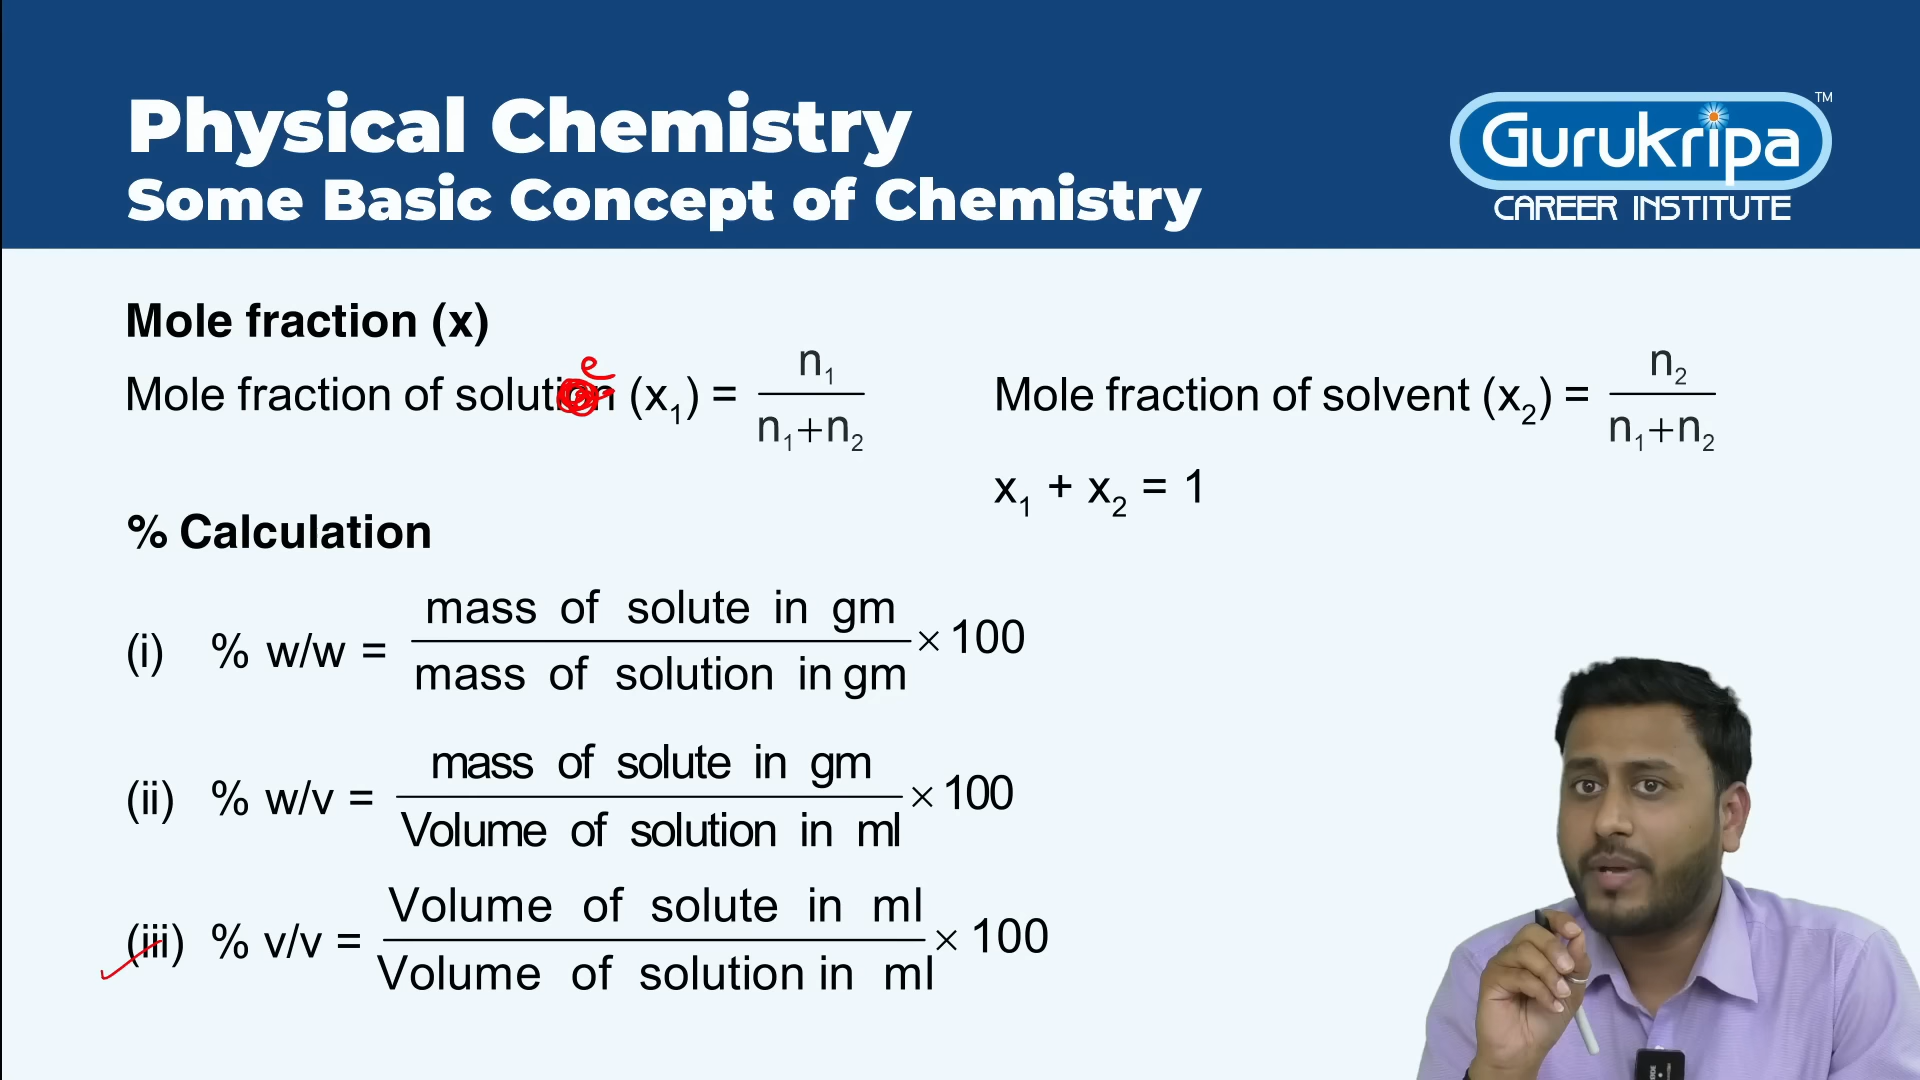 Physical Chemistry
Some Basic Concept of Chemistry
Gurukripa TM
CAREER INSTITUTE
Mole fraction (x)
Mole fraction of solution e (x₁) = n₁ / n₁+n₂
Mole fraction of solvent (x₂) = n₂ / n₁+n₂
x₁ + x₂ = 1
% Calculation
(i) % w/w = mass of solute in gm / mass of solution in gm × 100
(ii) % w/v = mass of solute in gm / Volume of solution in ml × 100
(iii) % v/v = Volume of solute in ml / Volume of solution in ml × 100